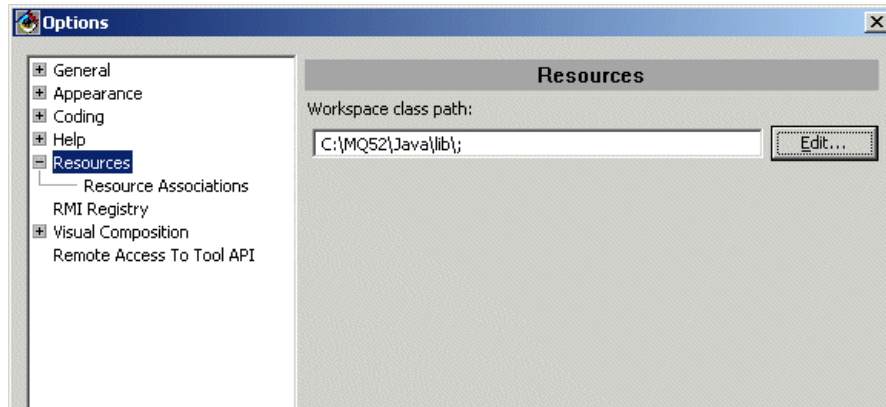 Options
General
Appearance
Coding
Help
Resources
Resource Associations
RMI Registry
Visual Composition
Remote Access To Tool API
Resources
Workspace class path:
C:\MQ52\Java\lib\;
Edit...